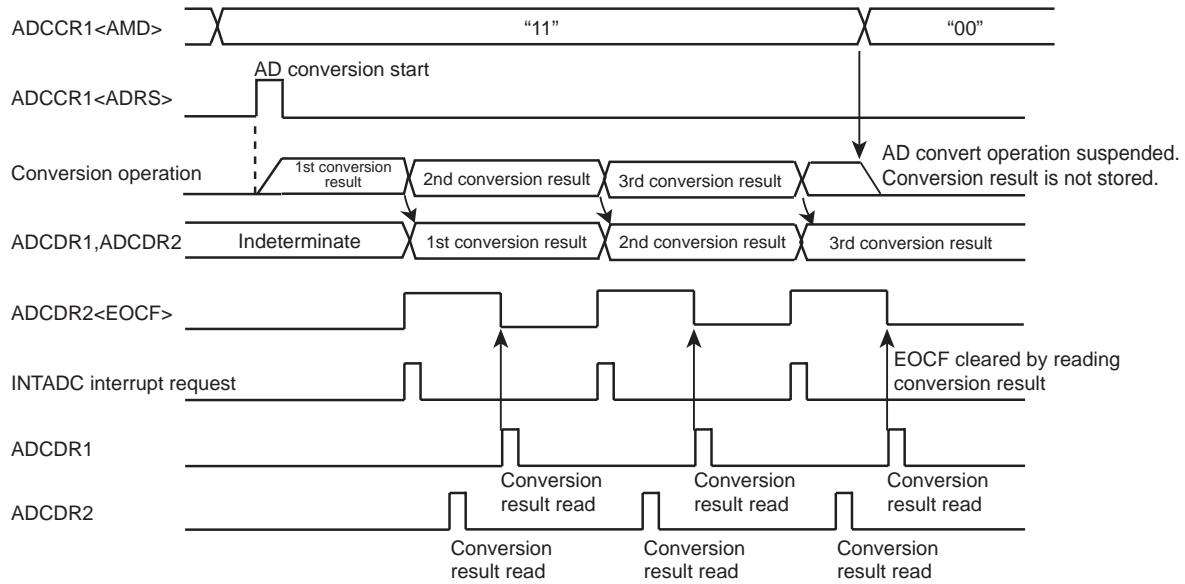 ADCCR1<AMD>
“11”
“00”
AD conversion start
ADCCR1<ADRS>
Conversion operation
1st conversion
result
2nd conversion result
3rd conversion result
AD convert operation suspended.
Conversion result is not stored.
ADCDR1,ADCDR2
Indeterminate
1st conversion result
2nd conversion result
3rd conversion result
ADCDR2<EOCF>
EOCF cleared by reading
conversion result
INTADC interrupt request
ADCDR1
Conversion
result read
Conversion
result read
Conversion
result read
ADCDR2
Conversion
result read
Conversion
result read
Conversion
result read